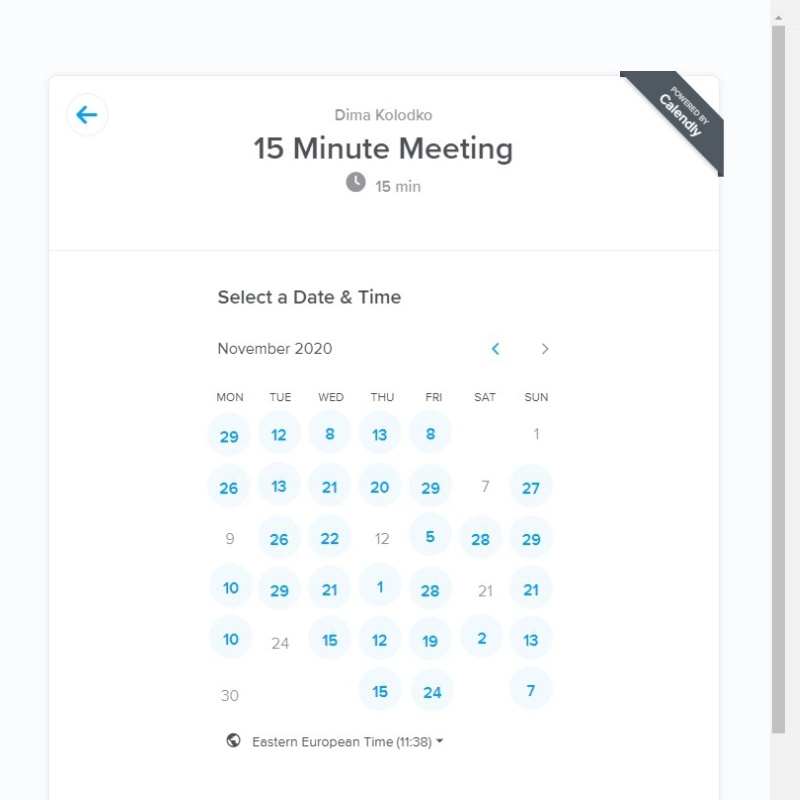 Dima Kolodko
POWERED BY
Calendly
15 Minute Meeting
15 min
Select a Date & Time
November 2020
MON TUE WED THU FRI SAT SUN
29 12 8 13 8 1
26 13 21 20 29 7 27
9 26 22 12 5 28 29
10 29 21 1 28 21 21
10 24 15 12 19 2 13
30 15 24 7
Eastern European Time (11:38)